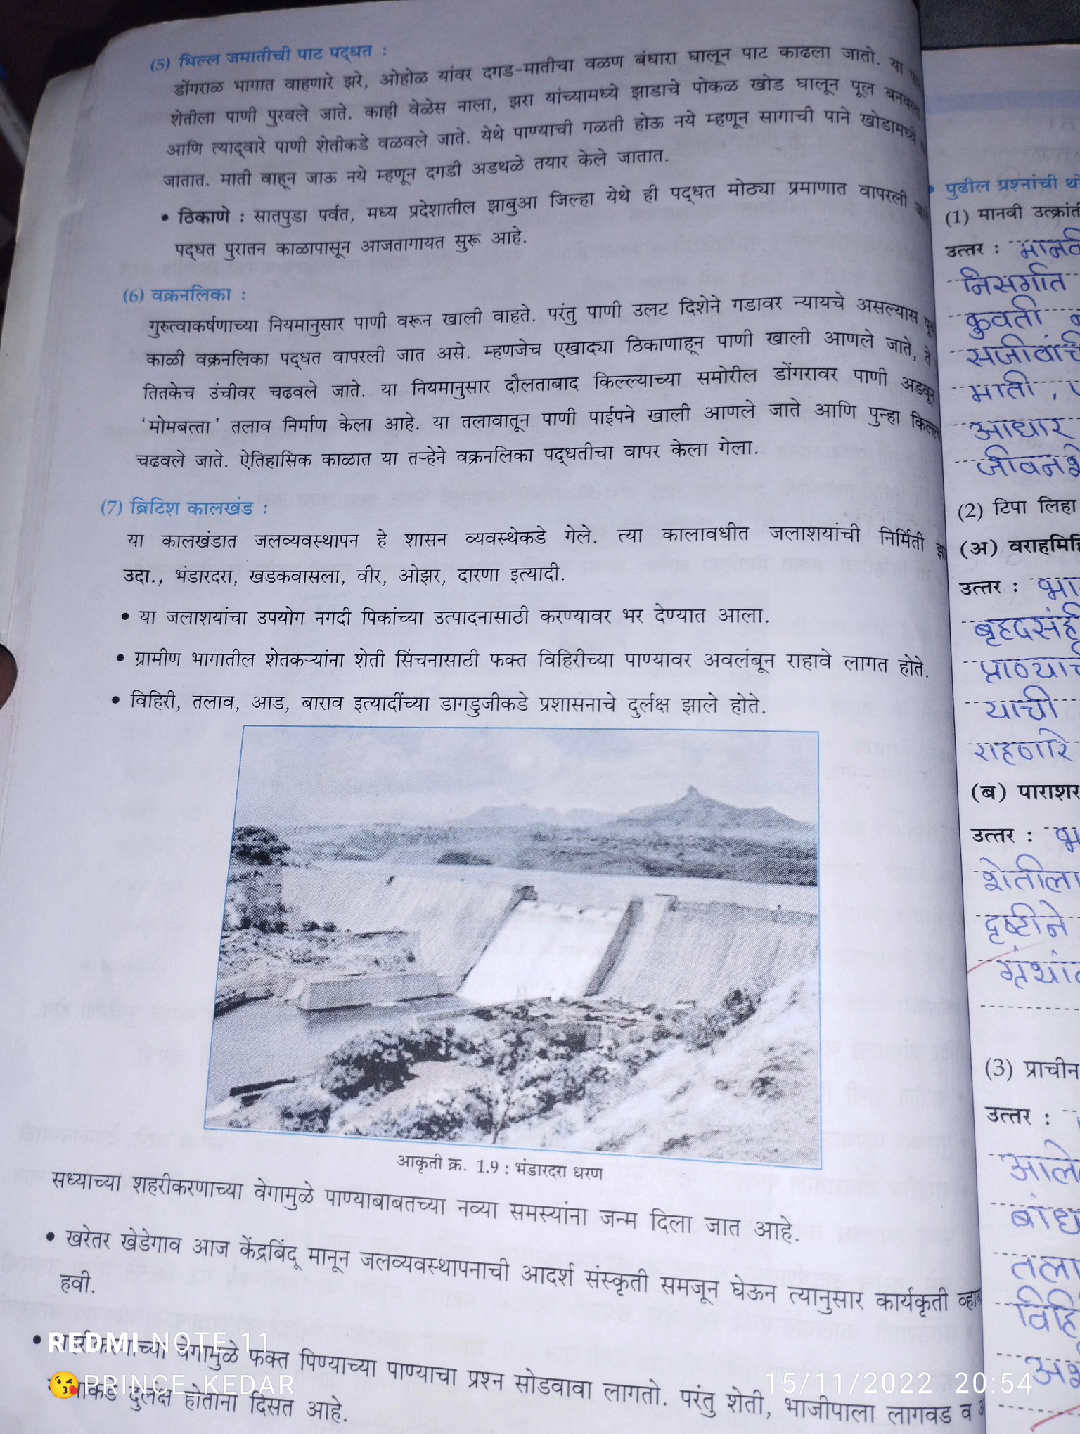 (5) भिल्ल जमातीची पाट पद्धत :
डोंगराळ भागात वाहणारे झरे, ओहोळ यांवर दगड-मातीचा वळण बंधारा घालून पाट काढला जातो. या
शेतीला पाणी पुरवले जाते. काही वेळेस नाला, झरा यांच्यामध्ये झाडाचे पोकळ खोड घालून पूल
आणि त्याद्वारे पाणी शेतीकडे वळवले जाते. येथे पाण्याची गळती होऊ नये म्हणून सागाची पाने खोडामध्ये
जातात. माती वाहून जाऊ नये म्हणून दगडी अडथळे तयार केले जातात.
• ठिकाणे : सातपुडा पर्वत, मध्य प्रदेशातील झाबुआ जिल्हा येथे ही पद्धत मोठ्या प्रमाणात वापरली
पद्धत पुरातन काळापासून आजतागायत सुरू आहे.
(6) वक्रनलिका :
गुरुत्वाकर्षणाच्या नियमानुसार पाणी वरून खाली वाहते. परंतु पाणी उलट दिशेने गडावर न्यायचे असल्यास
काळी वक्रनलिका पद्धत वापरली जात असे. म्हणजेच एखाद्या ठिकाणाहून पाणी खाली आणले जाते, ते
तितकेच उंचीवर चढवले जाते. या नियमानुसार दौलताबाद किल्ल्याच्या समोरील डोंगरावर पाणी अडवून
'मोमबत्ता' तलाव निर्माण केला आहे. या तलावातून पाणी पाईपने खाली आणले जाते आणि पुन्हा
चढवले जाते. ऐतिहासिक काळात या तऱ्हेने वक्रनलिका पद्धतीचा वापर केला गेला.
(7) ब्रिटिश कालखंड :
या कालखंडात जलव्यवस्थापन हे शासन व्यवस्थेकडे गेले. त्या कालावधीत जलाशयांची निर्मिती
उदा., भंडारदरा, खडकवासला, वीर, ओझर, दारणा इत्यादी.
• या जलाशयांचा उपयोग नगदी पिकांच्या उत्पादनासाठी करण्यावर भर देण्यात आला.
• ग्रामीण भागातील शेतकऱ्यांना शेती सिंचनासाठी फक्त विहिरीच्या पाण्यावर अवलंबून राहावे लागत होते.
• विहिरी, तलाव, आड, बाराव इत्यादींच्या डागडुजीकडे प्रशासनाचे दुर्लक्ष झाले होते.
आकृती क्र. 1.9 : भंडारदरा धरण
सध्याच्या शहरीकरणाच्या वेगामुळे पाण्याबाबतच्या नव्या समस्यांना जन्म दिला जात आहे.
• खरेतर खेडेगाव आज केंद्रबिंदू मानून जलव्यवस्थापनाची आदर्श संस्कृती समजून घेऊन त्यानुसार कार्यकृती
हवी.
• वेगामुळे फक्त पिण्याच्या पाण्याचा प्रश्न सोडवावा लागतो. परंतु शेती, भाजीपाला लागवड व
दुर्लक्ष होताना दिसत आहे.
REDMI NOTE 11
PRINCE KEDAR
15/11/2022 20:54
• पुढील प्रश्नांची
(1) मानवी
उत्तर :
निसर्गात
कुवती
माती,
आधार
(2) टिपा लिहा
(अ)
उत्तर :
याची
राहणारे
(ब) पाराशर
उत्तर :
शेतीला
दृष्टीने
(3) प्राचीन
उत्तर :